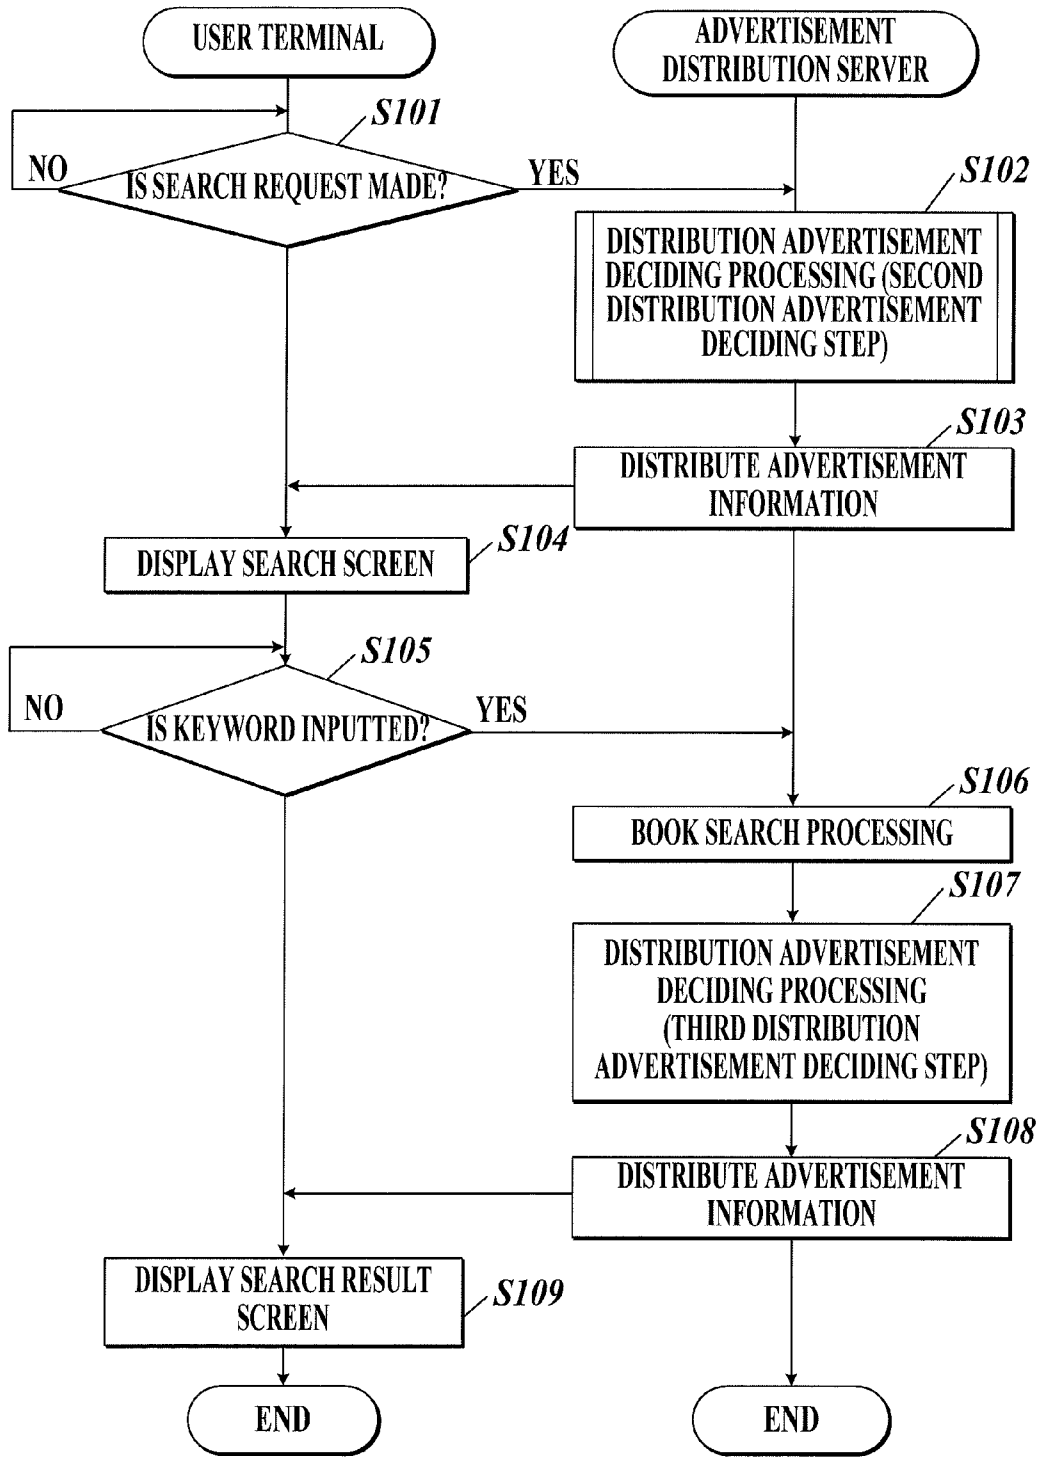 USER TERMINAL
ADVERTISEMENT
DISTRIBUTION SERVER
S101
NO
IS SEARCH REQUEST MADE?
YES
S102
DISTRIBUTION ADVERTISEMENT
DECIDING PROCESSING (SECOND
DISTRIBUTION ADVERTISEMENT
DECIDING STEP)
S103
DISTRIBUTE ADVERTISEMENT
INFORMATION
S104
DISPLAY SEARCH SCREEN
S105
NO
IS KEYWORD INPUTTED?
YES
S106
BOOK SEARCH PROCESSING
S107
DISTRIBUTION ADVERTISEMENT
DECIDING PROCESSING
(THIRD DISTRIBUTION
ADVERTISEMENT DECIDING STEP)
S108
DISTRIBUTE ADVERTISEMENT
INFORMATION
DISPLAY SEARCH RESULT
SCREEN
S109
END
END